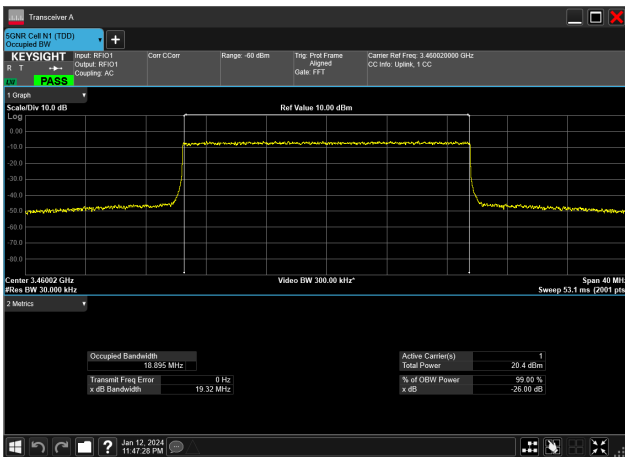 Transceiver A
5GNR Cell N1 (TDD)
Occupied BW
KEYSIGHT
R T
LNI
PASS
Input: RFIO1
Output: RFIO1
Coupling: AC
Corr CCorr
Range: -60 dBm
Trig: Prot Frame
Aligned
Gate: FFT
Carrier Ref Freq: 3.460020000 GHz
CC Info: Uplink, 1 CC
1 Graph
Scale/Div 10.0 dB
Ref Value 10.00 dBm
Log
0.00
-10.0
-20.0
-30.0
-40.0
-50.0
-60.0
-70.0
-80.0
Center 3.46002 GHz
Video BW 300.00 kHz*
Span 40 MHz
#Res BW 30.000 kHz
Sweep 53.1 ms (2001 pts
2 Metrics
Occupied Bandwidth
18.895 MHz
Transmit Freq Error 0 Hz
x dB Bandwidth 19.32 MHz
Active Carrier(s) 1
Total Power 20.4 dBm
% of OBW Power 99.00 %
x dB -26.00 dB
?
Jan 12, 2024
11:47:28 PM